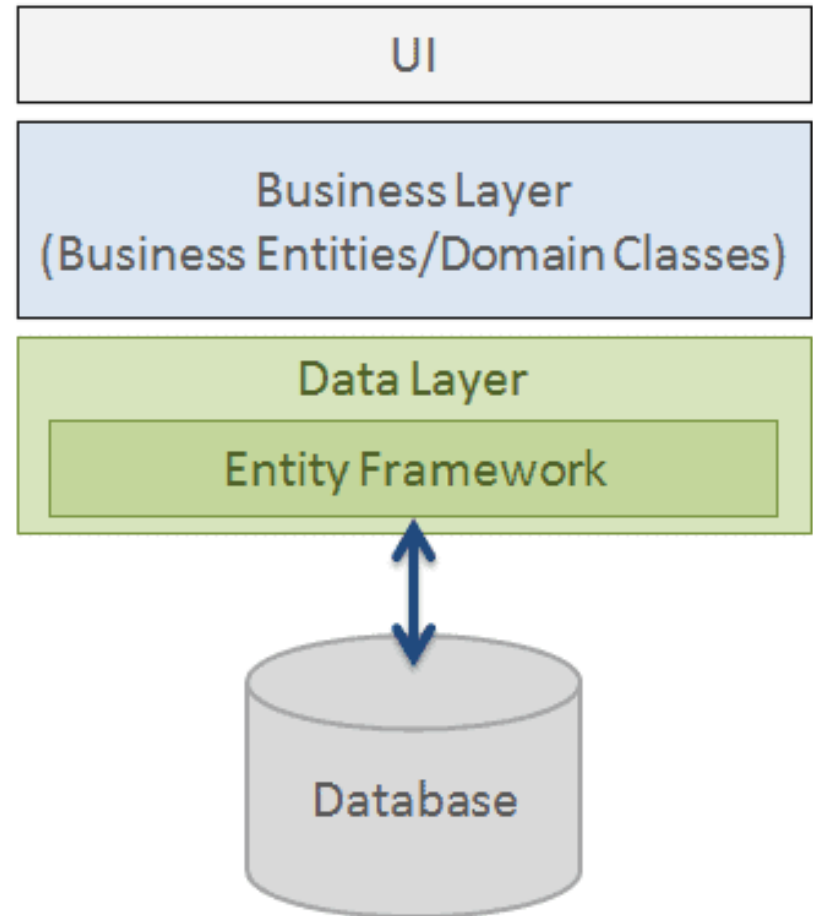 UI
Business Layer
(Business Entities/Domain Classes)
Data Layer
Entity Framework
Database